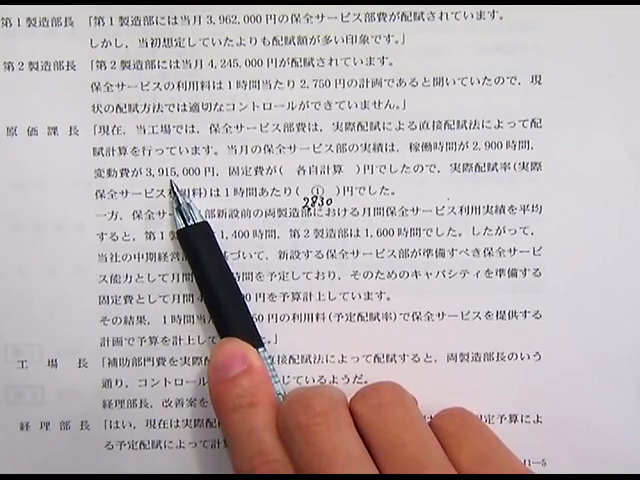 第1製造部長 「第1製造部には当月3,962,000円の保全サービス部費が配賦されています。
しかし，当初想定していたよりも配賦額が多い印象です。」
第2製造部長 「第2製造部には当月4,245,000円が配賦されています。
保全サービスの利用料は1時間当たり2,750円の計画であると聞いていたので，現
状の配賦方法では適切なコントロールができていません。」
原価課長 「現在，当工場では，保全サービス部費は，実際配賦による直接配賦法によって配
賦計算を行っています。当月の保全サービス部の実績は，稼働時間が2,900時間，
変動費が3,915,000円，固定費が( 各自計算 )円でしたので，実際配賦率(実際
保全サービス利用料)は1時間あたり( ① )円でした。
2830
一方，保全サ 部新設前の両製造部における月間保全サービス利用実績を平均
すると，第1製 1,400時間，第2製造部は1,600時間でした。したがって，
当社の中期経営 基づいて，新設する保全サービス部が準備すべき保全サービ
ス能力として月間 時間を予定しており，そのためのキャパシティを準備する
固定費として月間 00円を予算計上しています。
その結果，1時間当 50円の利用料(予定配賦率)で保全サービスを提供する
計画で予算を計上し
工場長 「補助部門費を実際配 直接配賦法によって配賦すると，両製造部長のいう
通り，コントロール じているようだ。
経理部長，改善案を
経理部長 「はい，現在は実際配 固定予算によ
る予定配賦によって計
11－5